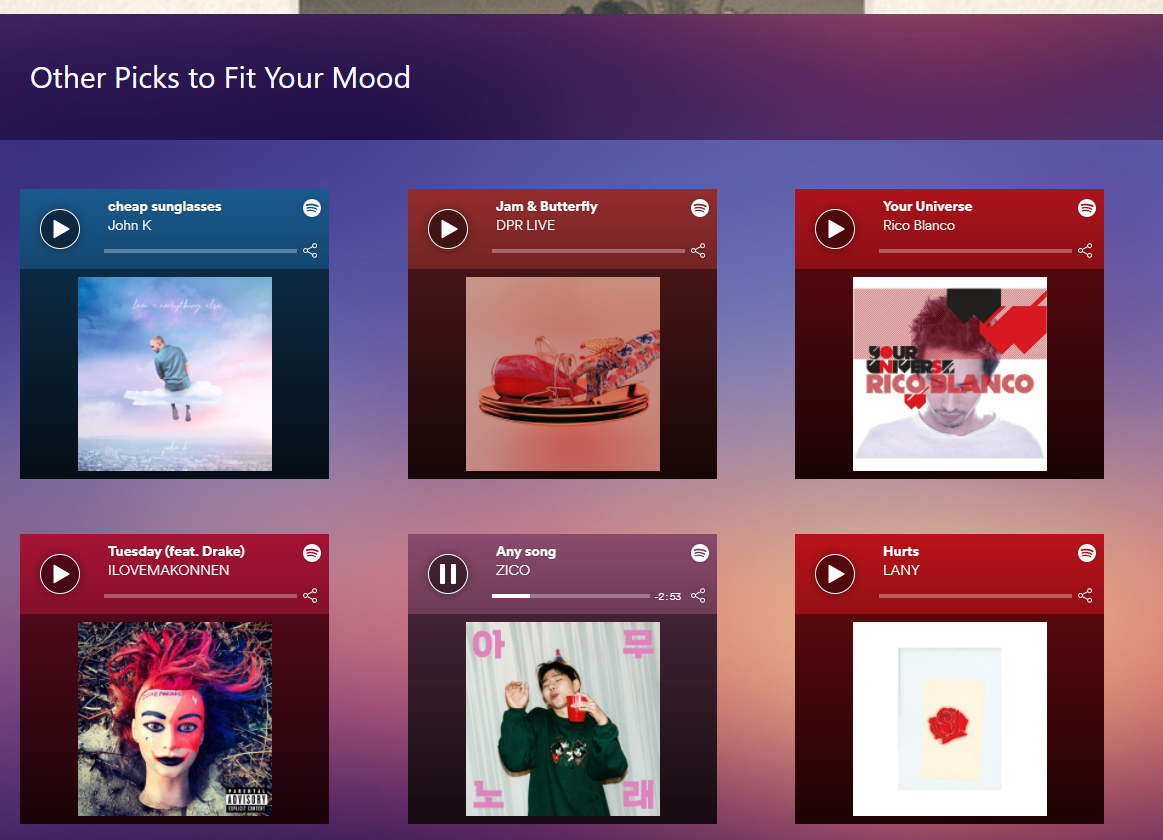 Other Picks to Fit Your Mood
cheap sunglasses
John K
love + everything else
john k
Jam & Butterfly
DPR LIVE
Your Universe
Rico Blanco
YOUR
UNIVERSE
RICO BLANCO
Tuesday (feat. Drake)
ILOVEMAKONNEN
PARENTAL
ADVISORY
EXPLICIT CONTENT
Any song
ZICO
-2:53
아 무
노 래
Hurts
LANY